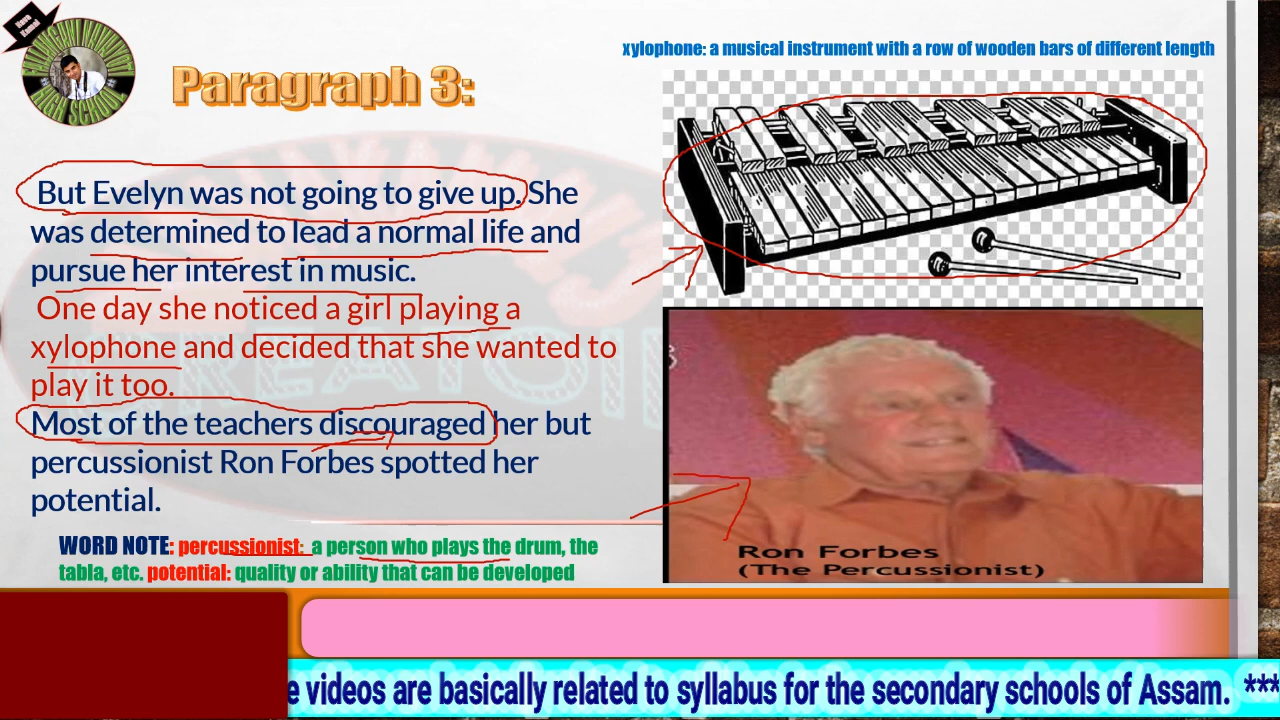 xylophone: a musical instrument with a row of wooden bars of different length
Paragraph 3:
But Evelyn was not going to give up. She
was determined to lead a normal life and
pursue her interest in music.
One day she noticed a girl playing a
xylophone and decided that she wanted to
play it too.
Most of the teachers discouraged her but
percussionist Ron Forbes spotted her
potential.
WORD NOTE: percussionist: a person who plays the drum, the
tabla, etc. potential: quality or ability that can be developed
Ron Forbes
(The Percussionist)
e videos are basically related to syllabus for the secondary schools of Assam. ***
HIGH SCHOOL